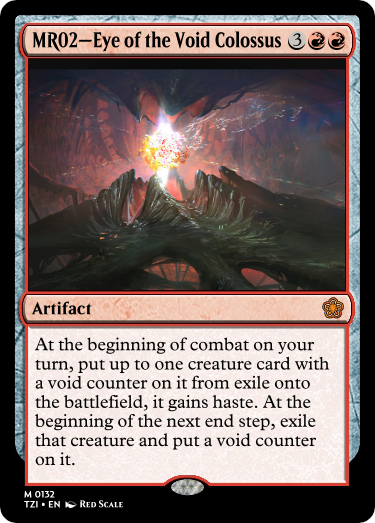 MR02—Eye of the Void Colossus 3
Artifact
At the beginning of combat on your
turn, put up to one creature card with
a void counter on it from exile onto
the battlefield, it gains haste. At the
beginning of the next end step, exile
that creature and put a void counter
on it.
M 0132
TZI • EN Red Scale